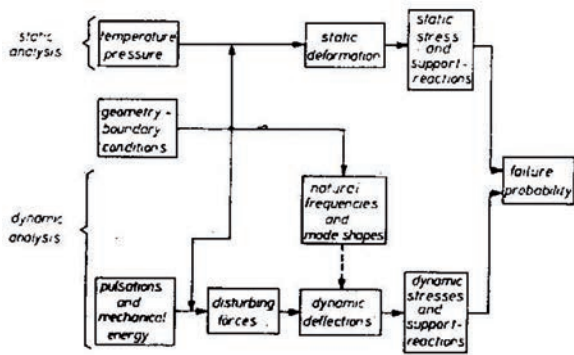 static
analysis
temperature
pressure
static
deformation
static
stress
and
support-
reactions
geometry -
boundary
conditions
natural
frequencies
and
mode shapes
failure
probability
dynamic
analysis
pulsations
and
mechanical
energy
disturbing
forces
dynamic
deflections
dynamic
stresses
and
support-
reactions